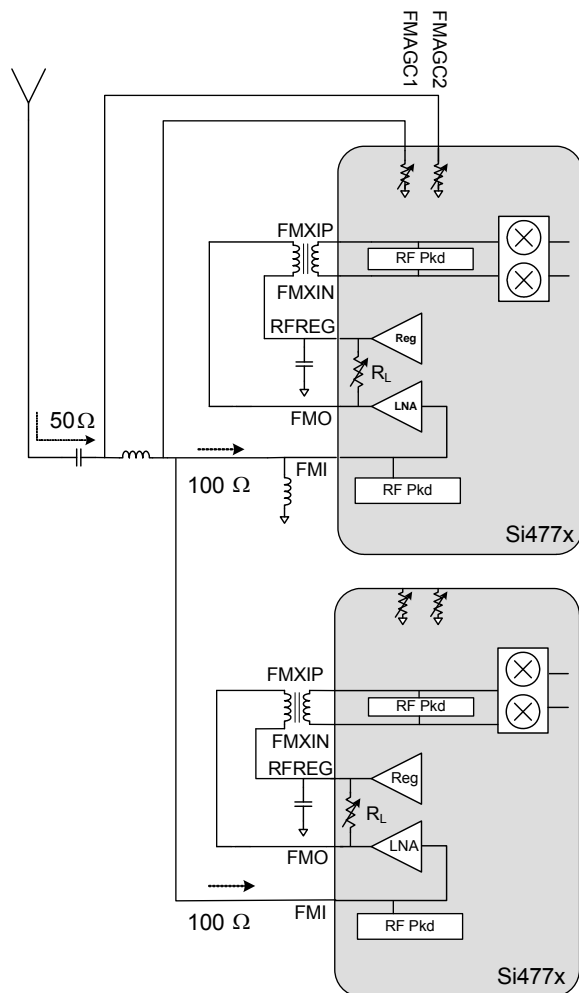 FMAGC1
FMAGC2
FMXIP
RF Pkd
FMXIN
RFREG
Reg
RL
50Ω
FMO
LNA
100 Ω
FMI
RF Pkd
Si477x
FMXIP
RF Pkd
FMXIN
RFREG
Reg
RL
LNA
FMO
100 Ω
FMI
RF Pkd
Si477x